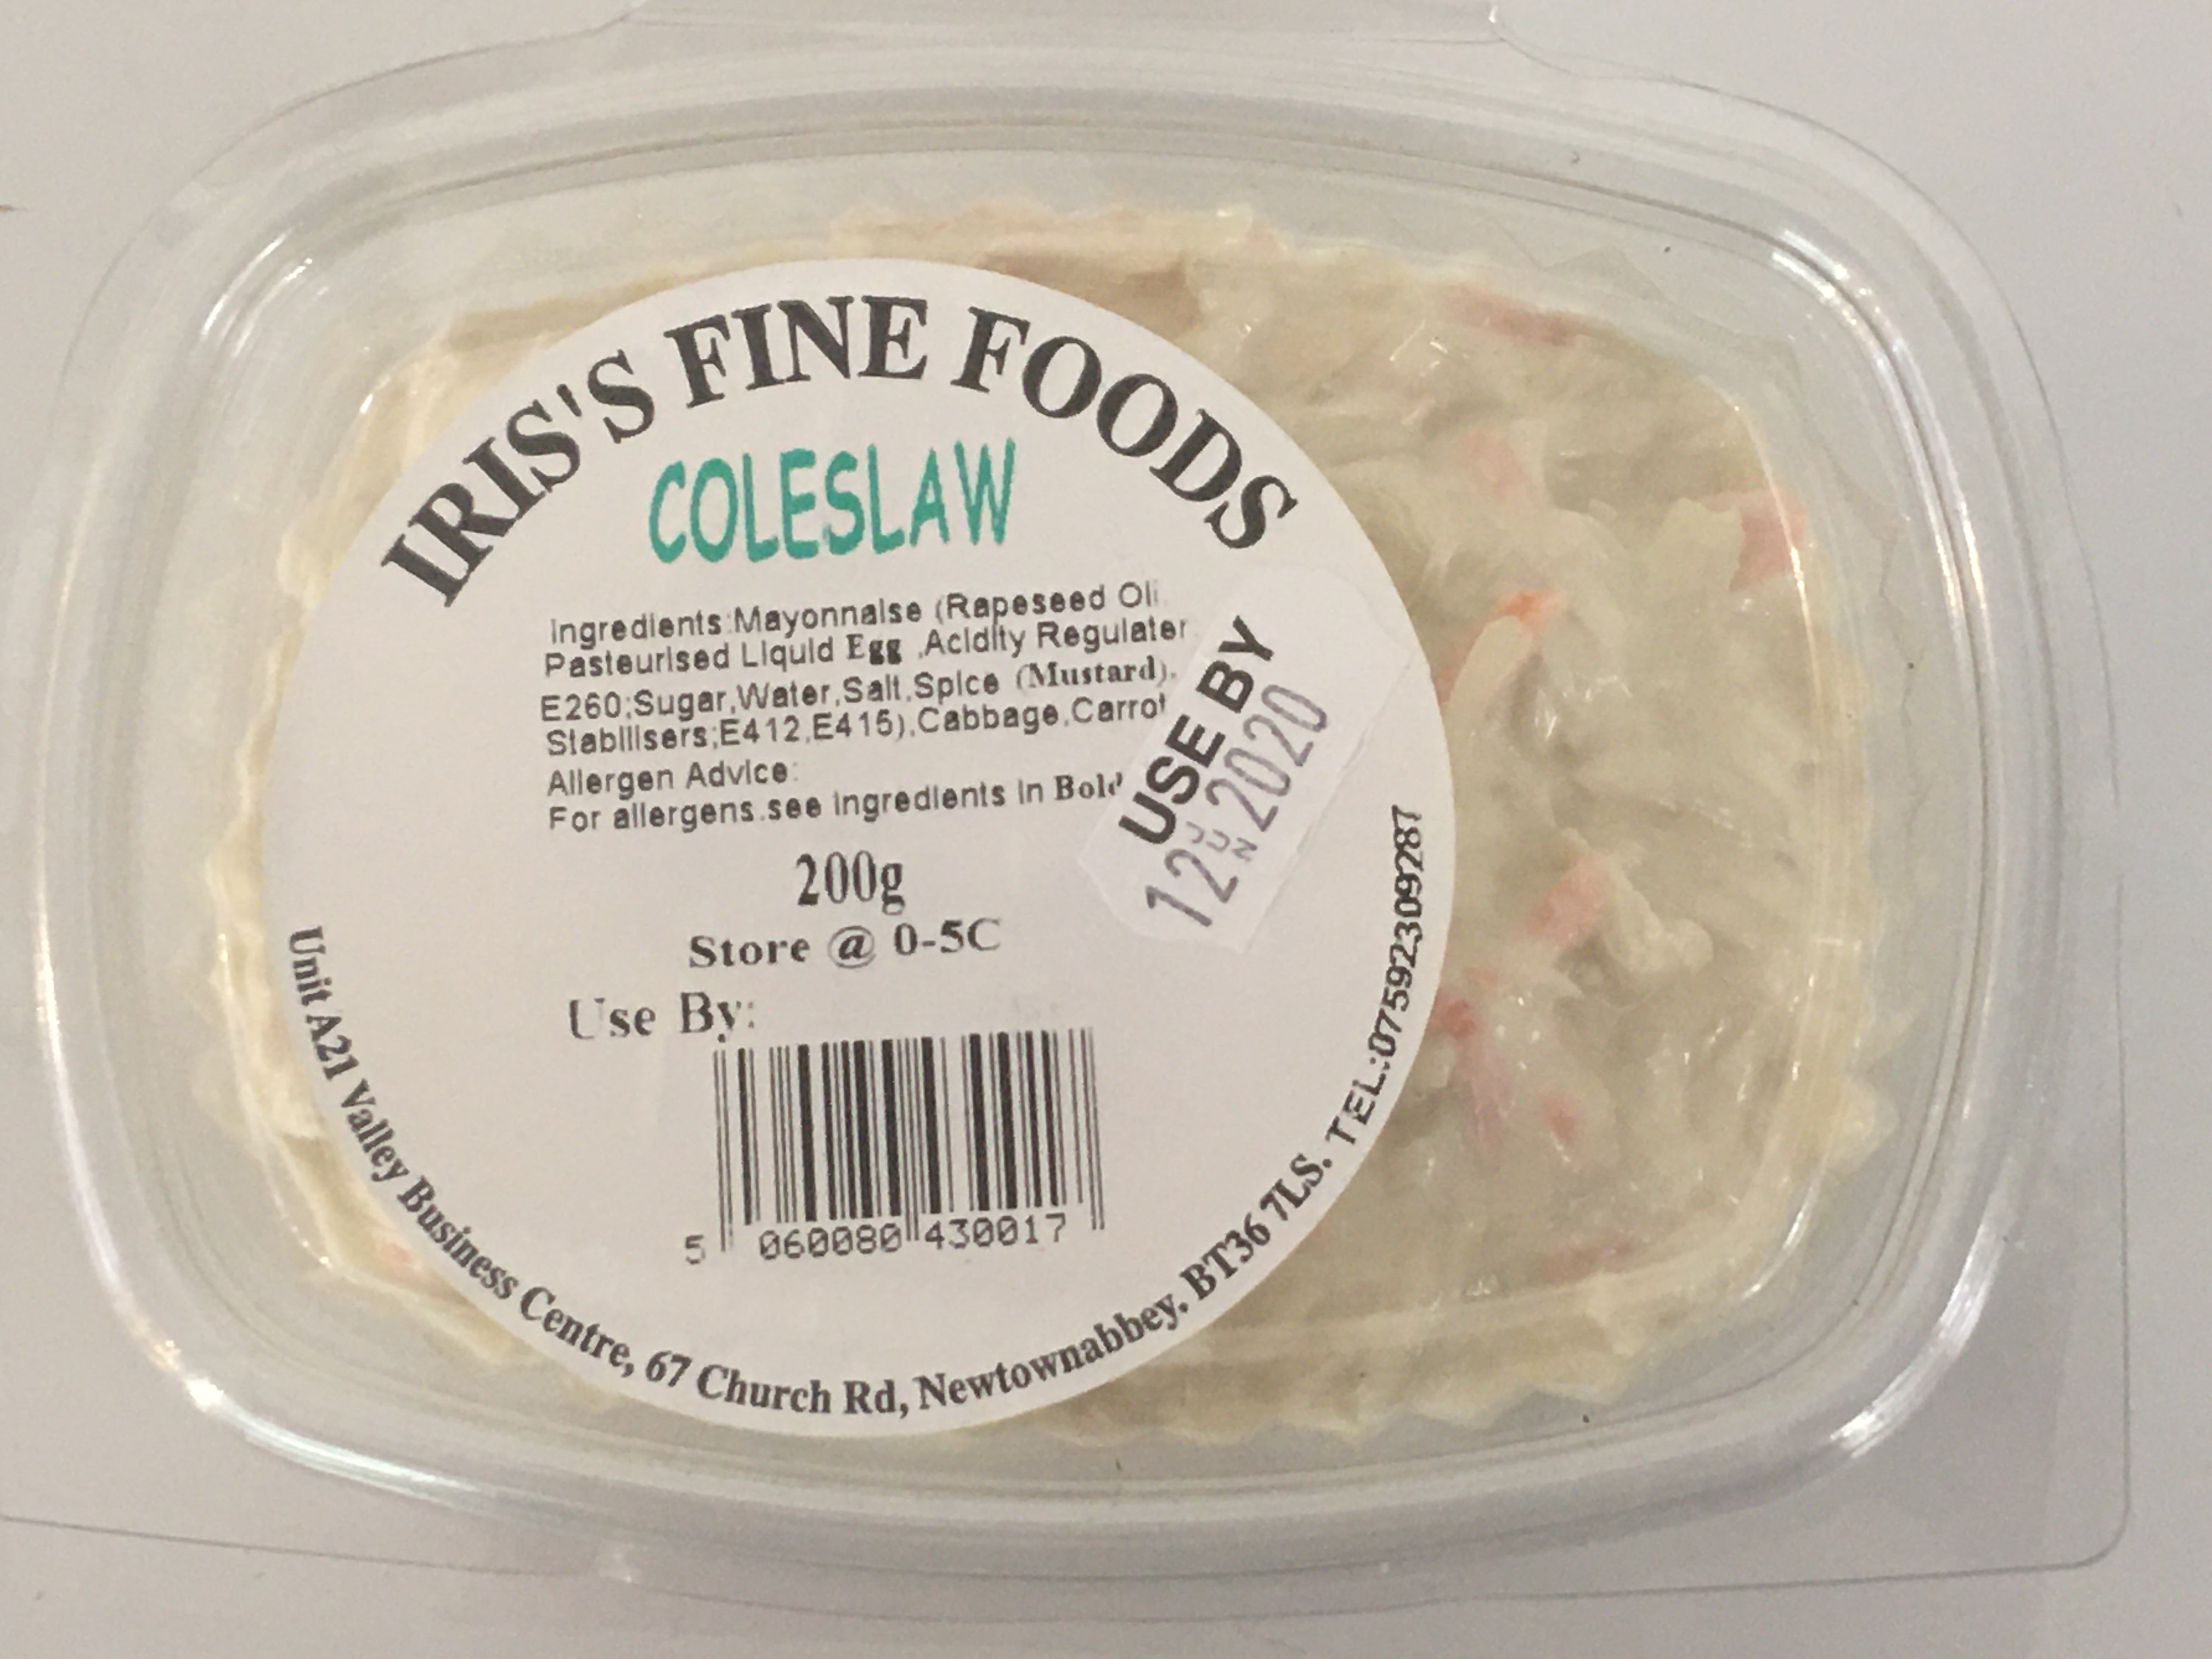 IRIS'S FINE FOODS
COLESLAW
Ingredients:Mayonnaise (Rapeseed
Pasteurised Liquid Egg ,Acidity Regulater
E260;Sugar,Water,Salt,Spice (Mustard),
Stabilisers;E412,E415),Cabbage,Carrot
Allergen Advice:
For allergens,see ingredients in Bold
200g
Store @ 0-5C
Use By:
5 060080 430017
USE BY
12 JUN 2020
Unit A21 Valley Business Centre, 67 Church Rd, Newtownabbey, BT36 7LS. TEL:07592309287